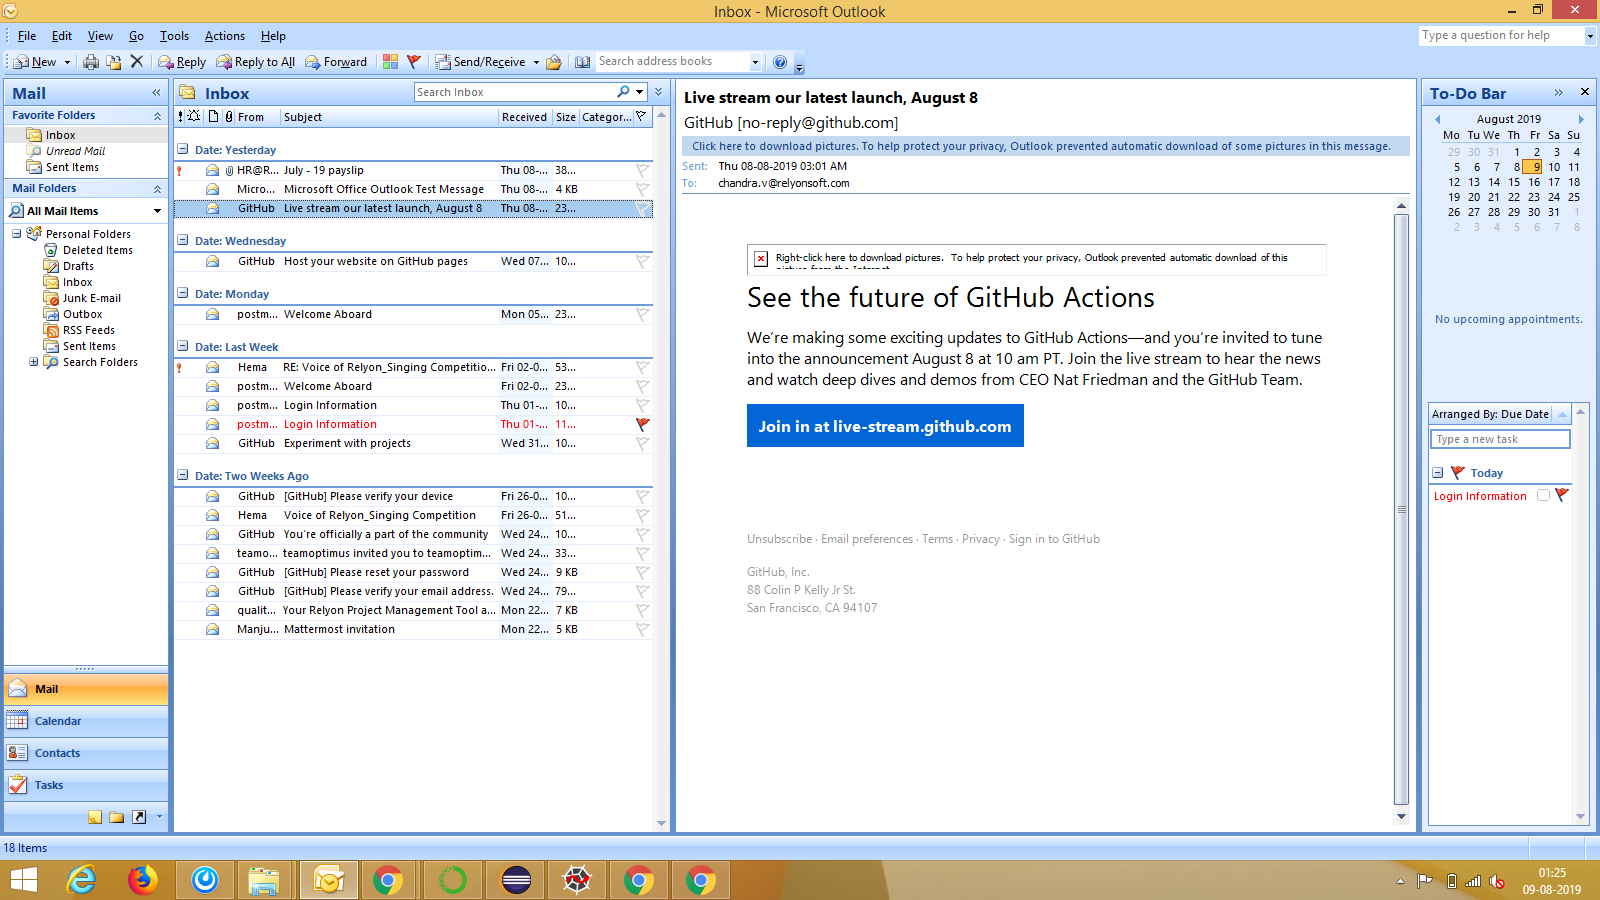 Inbox - Microsoft Outlook
File Edit View Go Tools Actions Help
Type a question for help
New Reply Reply to All Forward Send/Receive Search address books
Mail
Favorite Folders
Inbox
Unread Mail
Sent Items
Mail Folders
All Mail Items
Personal Folders
Deleted Items
Drafts
Inbox
Junk E-mail
Outbox
RSS Feeds
Sent Items
Search Folders
Mail
Calendar
Contacts
Tasks
Inbox
Search Inbox
From Subject Received Size Categor...
Date: Yesterday
HR@R... July - 19 payslip Thu 08-... 38...
Micro... Microsoft Office Outlook Test Message Thu 08-... 4 KB
GitHub Live stream our latest launch, August 8 Thu 08-... 23...
Date: Wednesday
GitHub Host your website on GitHub pages Wed 07... 10...
Date: Monday
postm... Welcome Aboard Mon 05... 23...
Date: Last Week
Hema RE: Voice of Relyon_Singing Competitio... Fri 02-0... 53...
postm... Welcome Aboard Fri 02-0... 23...
postm... Login Information Thu 01-... 10...
postm... Login Information Thu 01-... 11...
GitHub Experiment with projects Wed 31... 10...
Date: Two Weeks Ago
GitHub [GitHub] Please verify your device Fri 26-0... 10...
Hema Voice of Relyon_Singing Competition Fri 26-0... 51...
GitHub You're officially a part of the community Wed 24... 10...
teamo... teamoptimus invited you to teamoptim... Wed 24... 33...
GitHub [GitHub] Please reset your password Wed 24... 9 KB
GitHub [GitHub] Please verify your email address. Wed 24... 79...
qualit... Your Relyon Project Management Tool a... Mon 22... 7 KB
Manju... Mattermost invitation Mon 22... 5 KB
Live stream our latest launch, August 8
GitHub [no-reply@github.com]
Click here to download pictures. To help protect your privacy, Outlook prevented automatic download of some pictures in this message.
Sent: Thu 08-08-2019 03:01 AM
To: chandra.v@relyonsoft.com
Right-click here to download pictures. To help protect your privacy, Outlook prevented automatic download of this
picture from the Internet.
See the future of GitHub Actions
We're making some exciting updates to GitHub Actions—and you're invited to tune
into the announcement August 8 at 10 am PT. Join the live stream to hear the news
and watch deep dives and demos from CEO Nat Friedman and the GitHub Team.
Join in at live-stream.github.com
Unsubscribe · Email preferences · Terms · Privacy · Sign in to GitHub
GitHub, Inc.
88 Colin P Kelly Jr St.
San Francisco, CA 94107
To-Do Bar
August 2019
Mo Tu We Th Fr Sa Su
29 30 31 1 2 3 4
5 6 7 8 9 10 11
12 13 14 15 16 17 18
19 20 21 22 23 24 25
26 27 28 29 30 31 1
2 3 4 5 6 7 8
No upcoming appointments.
Arranged By: Due Date
Type a new task
Today
Login Information
18 Items
01:25
09-08-2019